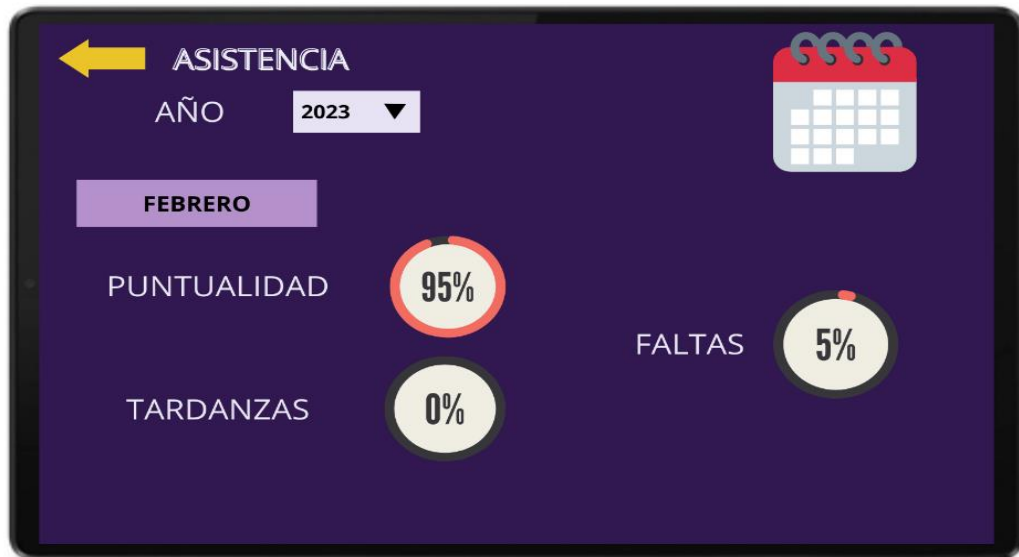 ASISTENCIA
AÑO
2023
FEBRERO
PUNTUALIDAD
95%
FALTAS
5%
TARDANZAS
0%